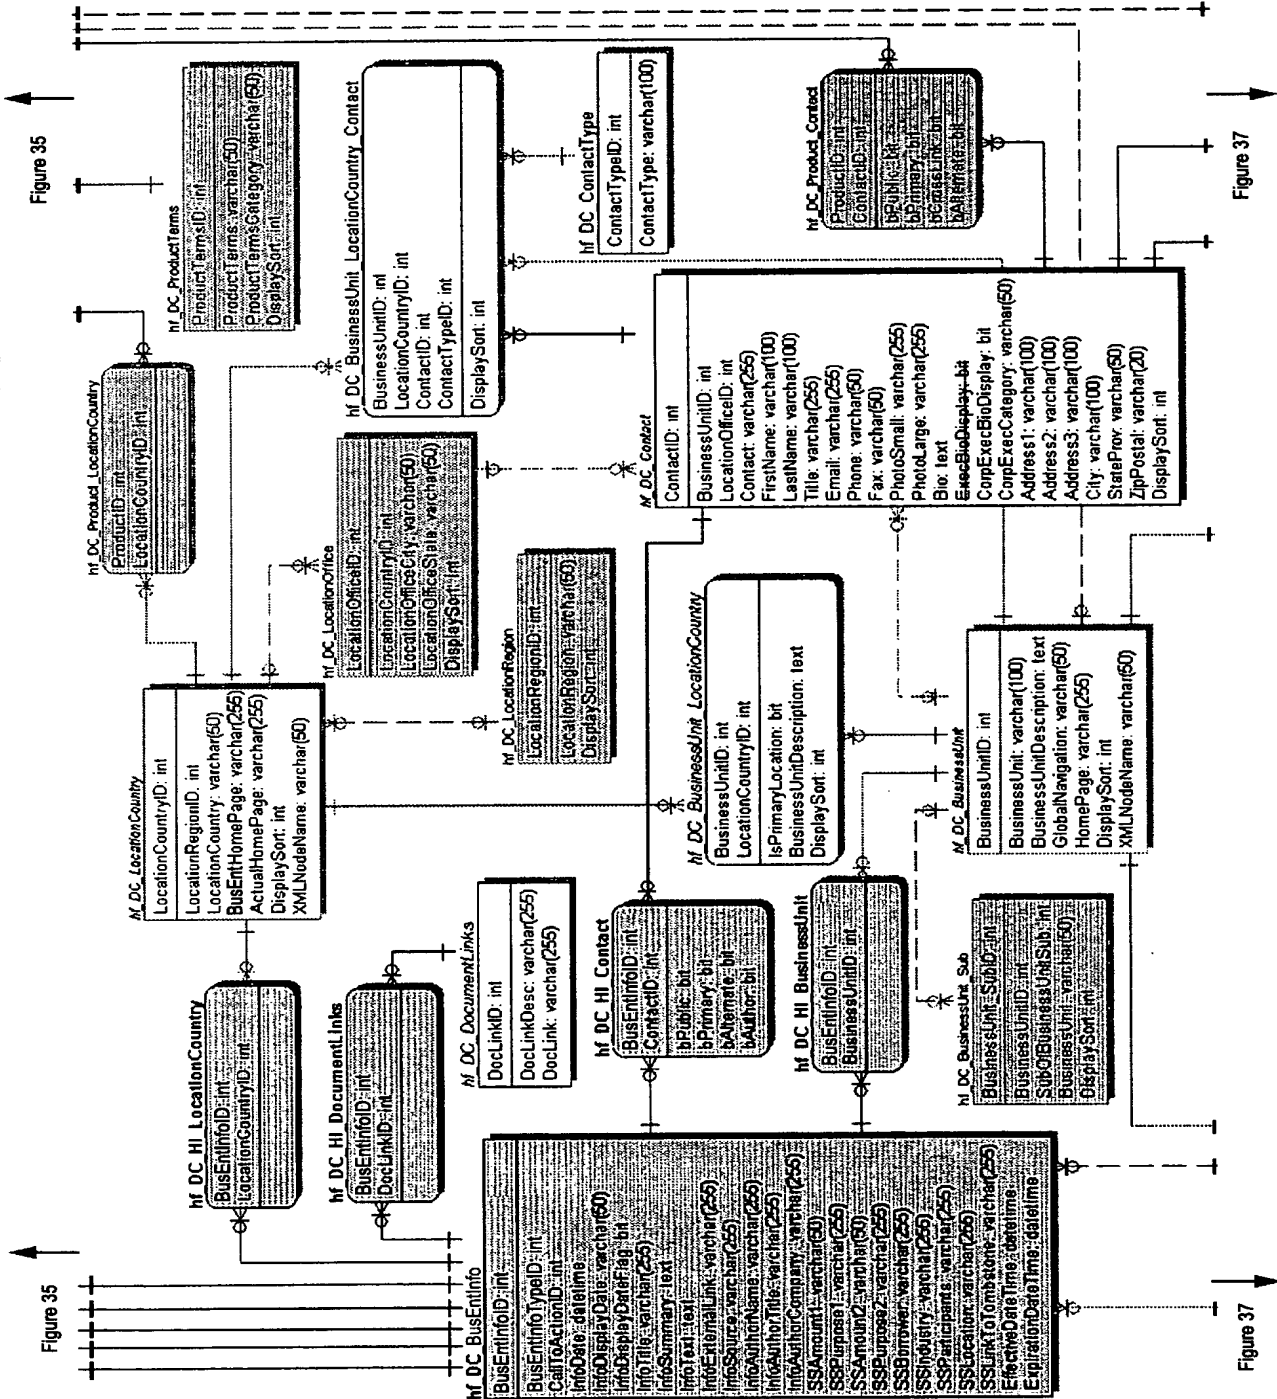 Figure 35
Figure 35
hf_DC_ProductTerms
ProductTermsID: int
ProductTerms: varchar(50)
ProductTermsCategory: varchar(50)
DisplaySort: int
hf_DC_Product_LocationCountry
ProductID: int
LocationCountryID: int
hf_DC_BusinessUnit_LocationCountry_Contact
BusinessUnitID: int
LocationCountryID: int
ContactID: int
ContactTypeID: int
DisplaySort: int
hf_DC_ContactType
ContactTypeID: int
ContactType: varchar(100)
hf_DC_Product_Contact
ProductID: int
ContactID: int
bPublic: bit
bPrimary: bit
bCrossLink: bit
bAlternate: bit
hf_DC_LocationCountry
LocationCountryID: int
LocationRegionID: int
LocationCountry: varchar(50)
BusEntHomePage: varchar(255)
ActualHomePage: varchar(255)
DisplaySort: int
XMLNodeName: varchar(50)
hf_DC_LocationOffice
LocationOfficeID: int
LocationCountryID: int
LocationOfficeCity: varchar(50)
LocationOfficeState: varchar(50)
DisplaySort: int
hf_DC_LocationRegion
LocationRegionID: int
LocationRegion: varchar(50)
DisplaySort: int
hf_DC_Contact
ContactID: int
BusinessUnitID: int
LocationOfficeID: int
Contact: varchar(255)
FirstName: varchar(100)
LastName: varchar(100)
Title: varchar(255)
Email: varchar(255)
Phone: varchar(50)
Fax: varchar(50)
PhotoSmall: varchar(255)
PhotoLarge: varchar(255)
Bio: text
ExecBioDisplay: bit
CorpExecBioDisplay: bit
CorpExecCategory: varchar(50)
Address1: varchar(100)
Address2: varchar(100)
Address3: varchar(100)
City: varchar(100)
StateProv: varchar(50)
ZipPostal: varchar(20)
DisplaySort: int
hf_DC_HI_LocationCountry
BusEntInfoID: int
LocationCountryID: int
hf_DC_HI_DocumentLinks
BusEntInfoID: int
DocLinkID: int
hf_DC_DocumentLinks
DocLinkID: int
DocLinkDesc: varchar(255)
DocLink: varchar(255)
hf_DC_HI_Contact
BusEntInfoID: int
ContactID: int
bPublic: bit
bPrimary: bit
bAlternate: bit
bAuthor: bit
hf_DC_BusinessUnit_LocationCountry
BusinessUnitID: int
LocationCountryID: int
IsPrimaryLocation: bit
BusinessUnitDescription: text
DisplaySort: int
hf_DC_HI_BusinessUnit
BusEntInfoID: int
BusinessUnitID: int
hf_DC_BusinessUnit
BusinessUnitID: int
BusinessUnit: varchar(100)
BusinessUnitDescription: text
GlobalNavigation: varchar(50)
HomePage: varchar(255)
DisplaySort: int
XMLNodeName: varchar(50)
hf_DC_BusinessUnit_Sub
BusinessUnit_SubID: int
BusinessUnitID: int
SubOfBusinessUnitSub: int
BusinessUnit: varchar(50)
DisplaySort: int
hf_DC_BusEntInfo
BusEntInfoID: int
BusEntInfoTypeID: int
CallToActionID: int
InfoDate: datetime
InfoDisplayDate: varchar(50)
InfoDisplayDateFlag: bit
InfoTitle: varchar(255)
InfoSummary: text
InfoText: text
InfoExternalLink: varchar(255)
InfoSource: varchar(255)
InfoAuthorName: varchar(255)
InfoAuthorTitle: varchar(255)
InfoAuthorCompany: varchar(255)
SSAmount1: varchar(50)
SSPurpose1: varchar(255)
SSAmount2: varchar(50)
SSPurpose2: varchar(255)
SSBorrower: varchar(255)
SSIndustry: varchar(255)
SSParticipants: varchar(255)
SSLocation: varchar(255)
SSLinkToTombstone: varchar(255)
EffectiveDateTime: datetime
ExpirationDateTime: datetime
Figure 37
Figure 37